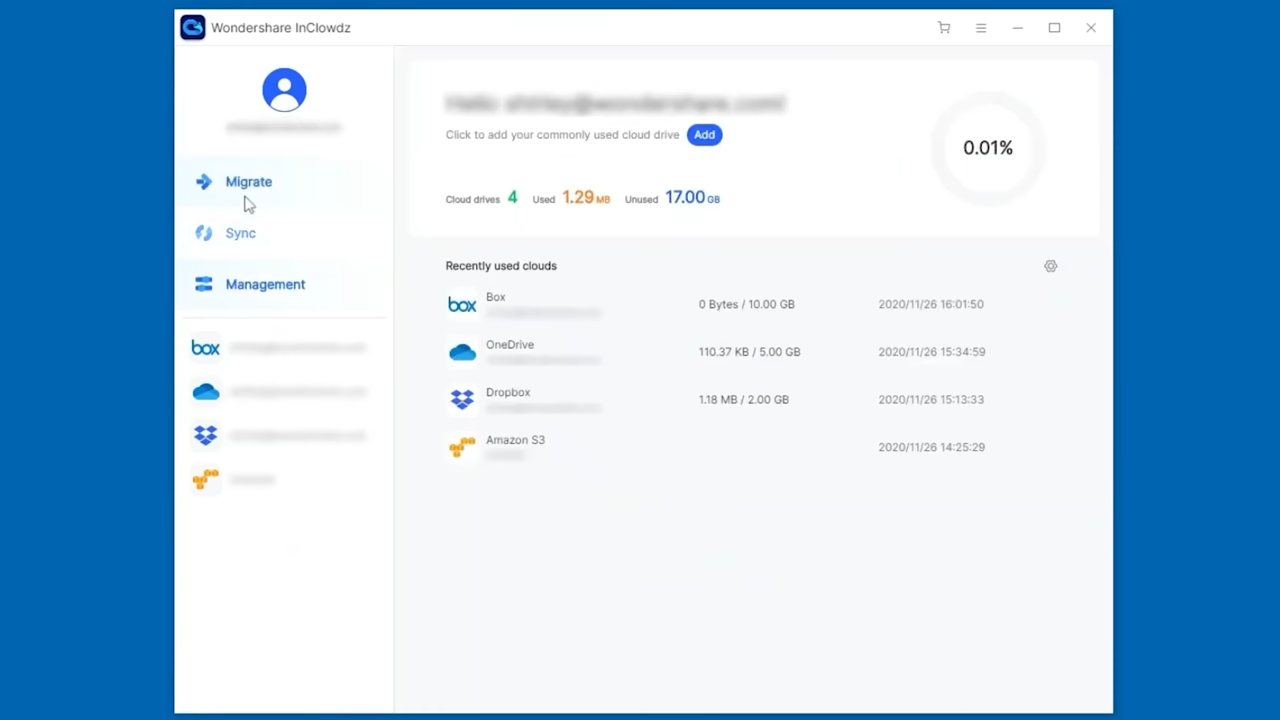 Wondershare InClowdz
Migrate
Sync
Management
box
Click to add your commonly used cloud drive Add
Cloud drives 4 Used 1.29 MB Unused 17.00 GB
0.01%
Recently used clouds
box Box 0 Bytes / 10.00 GB 2020/11/26 16:01:50
OneDrive 110.37 KB / 5.00 GB 2020/11/26 15:34:59
Dropbox 1.18 MB / 2.00 GB 2020/11/26 15:13:33
Amazon S3 2020/11/26 14:25:29